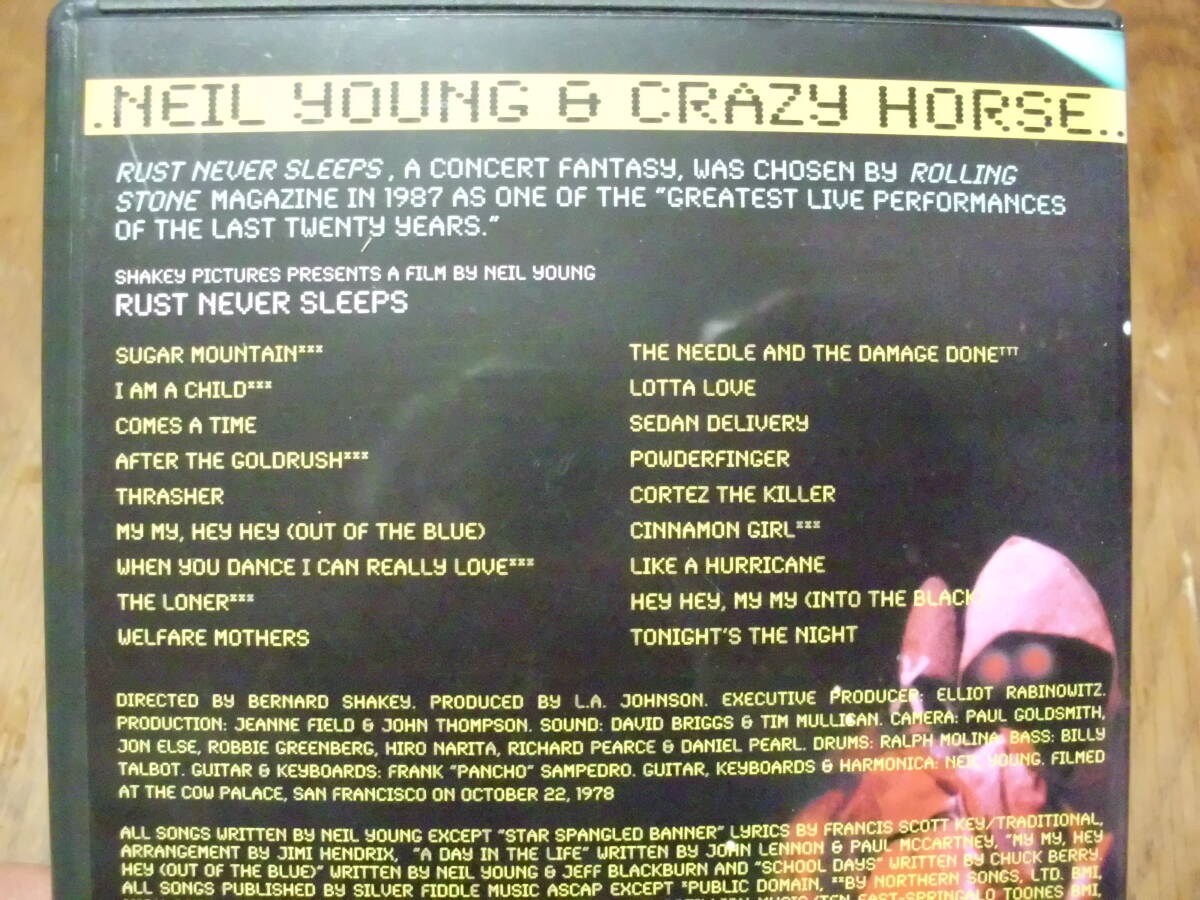 .NEIL YOUNG & CRAZY HORSE..
RUST NEVER SLEEPS, A CONCERT FANTASY, WAS CHOSEN BY ROLLING
STONE MAGAZINE IN 1987 AS ONE OF THE "GREATEST LIVE PERFORMANCES
OF THE LAST TWENTY YEARS."
SHAKEY PICTURES PRESENTS A FILM BY NEIL YOUNG
RUST NEVER SLEEPS
SUGAR MOUNTAIN***
I AM A CHILD***
COMES A TIME
AFTER THE GOLDRUSH***
THRASHER
MY MY, HEY HEY (OUT OF THE BLUE)
WHEN YOU DANCE I CAN REALLY LOVE***
THE LONER***
WELFARE MOTHERS
THE NEEDLE AND THE DAMAGE DONE†††
LOTTA LOVE
SEDAN DELIVERY
POWDERFINGER
CORTEZ THE KILLER
CINNAMON GIRL***
LIKE A HURRICANE
HEY HEY, MY MY (INTO THE BLACK)
TONIGHT'S THE NIGHT
DIRECTED BY BERNARD SHAKEY. PRODUCED BY L.A. JOHNSON. EXECUTIVE PRODUCER: ELLIOT RABINOWITZ.
PRODUCTION: JEANNE FIELD & JOHN THOMPSON. SOUND: DAVID BRIGGS & TIM MULLIGAN. CAMERA: PAUL GOLDSMITH,
JON ELSE, ROBBIE GREENBERG, HIRO NARITA, RICHARD PEARCE & DANIEL PEARL. DRUMS: RALPH MOLINA. BASS: BILLY
TALBOT. GUITAR & KEYBOARDS: FRANK "PANCHO" SAMPEDRO. GUITAR, KEYBOARDS & HARMONICA: NEIL YOUNG. FILMED
AT THE COW PALACE, SAN FRANCISCO ON OCTOBER 22, 1978
ALL SONGS WRITTEN BY NEIL YOUNG EXCEPT "STAR SPANGLED BANNER" LYRICS BY FRANCIS SCOTT KEY/TRADITIONAL,
ARRANGEMENT BY JIMI HENDRIX, "A DAY IN THE LIFE" WRITTEN BY JOHN LENNON & PAUL MCCARTNEY, "MY MY, HEY
HEY (OUT OF THE BLUE)" WRITTEN BY NEIL YOUNG & JEFF BLACKBURN AND "SCHOOL DAYS" WRITTEN BY CHUCK BERRY.
ALL SONGS PUBLISHED BY SILVER FIDDLE MUSIC ASCAP EXCEPT *PUBLIC DOMAIN, **BY NORTHERN SONGS, LTD. BMI,
MUSIC/TEN EAST-SPRINGALO TOONES BMI,